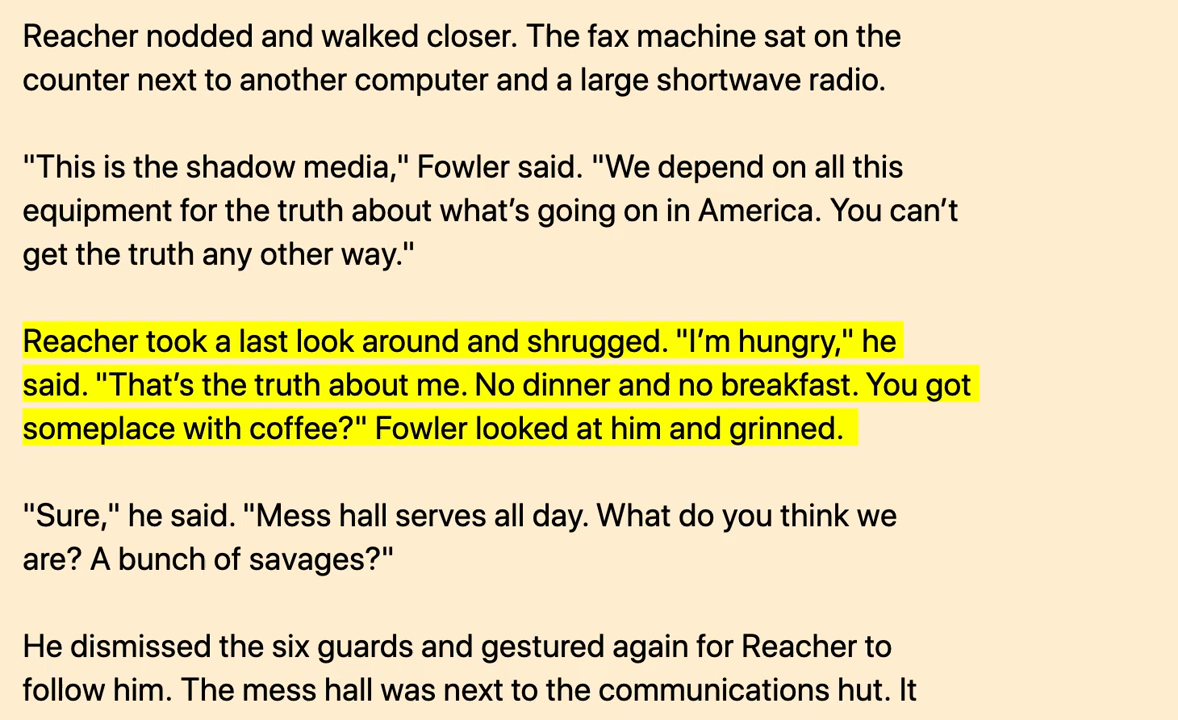 Reacher nodded and walked closer. The fax machine sat on the
counter next to another computer and a large shortwave radio.
"This is the shadow media," Fowler said. "We depend on all this
equipment for the truth about what’s going on in America. You can’t
get the truth any other way."
Reacher took a last look around and shrugged. "I’m hungry," he
said. "That’s the truth about me. No dinner and no breakfast. You got
someplace with coffee?" Fowler looked at him and grinned.
"Sure," he said. "Mess hall serves all day. What do you think we
are? A bunch of savages?"
He dismissed the six guards and gestured again for Reacher to
follow him. The mess hall was next to the communications hut. It